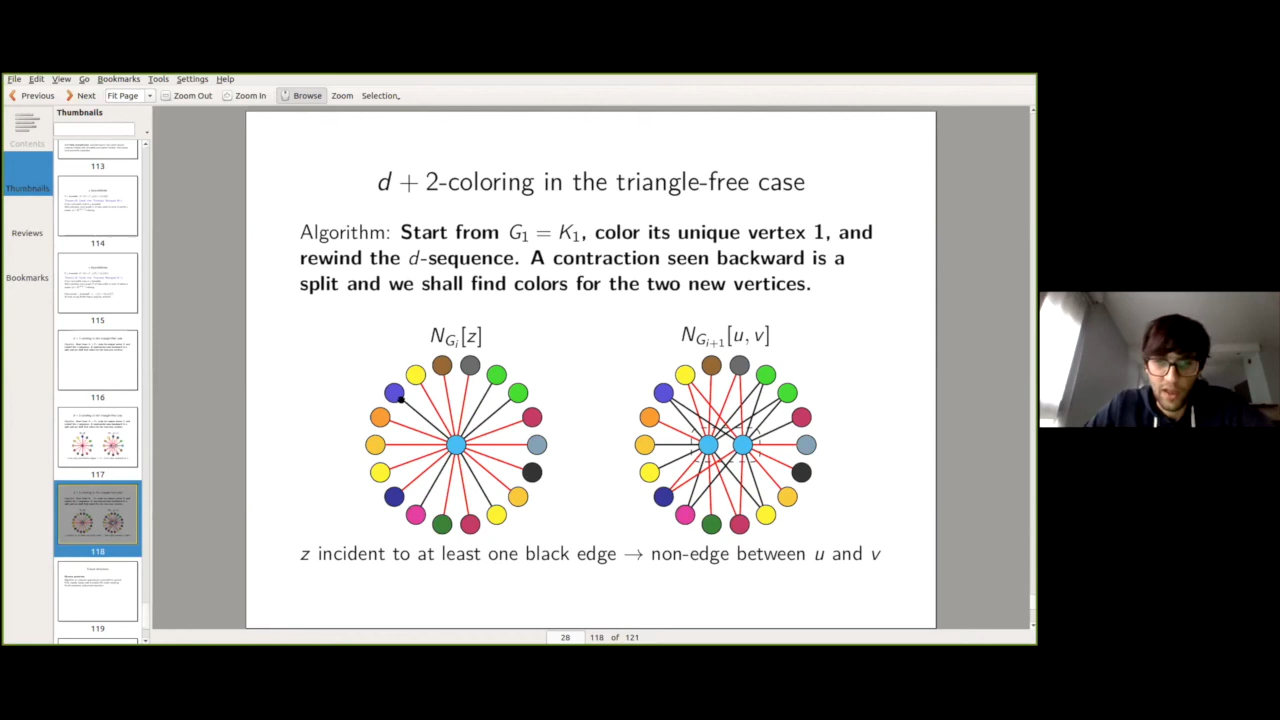 File Edit View Go Bookmarks Tools Settings Help
Previous Next Fit Page Zoom Out Zoom In Browse Zoom Selection
Contents
Thumbnails
Reviews
Bookmarks
Thumbnails
113
114
115
116
117
118
119
d + 2-coloring in the triangle-free case
Algorithm: Start from G₁ = K₁, color its unique vertex 1, and
rewind the d-sequence. A contraction seen backward is a
split and we shall find colors for the two new vertices.
N_{G_i}[z] N_{G_{i+1}}[u, v]
z incident to at least one black edge → non-edge between u and v
28 118 of 121